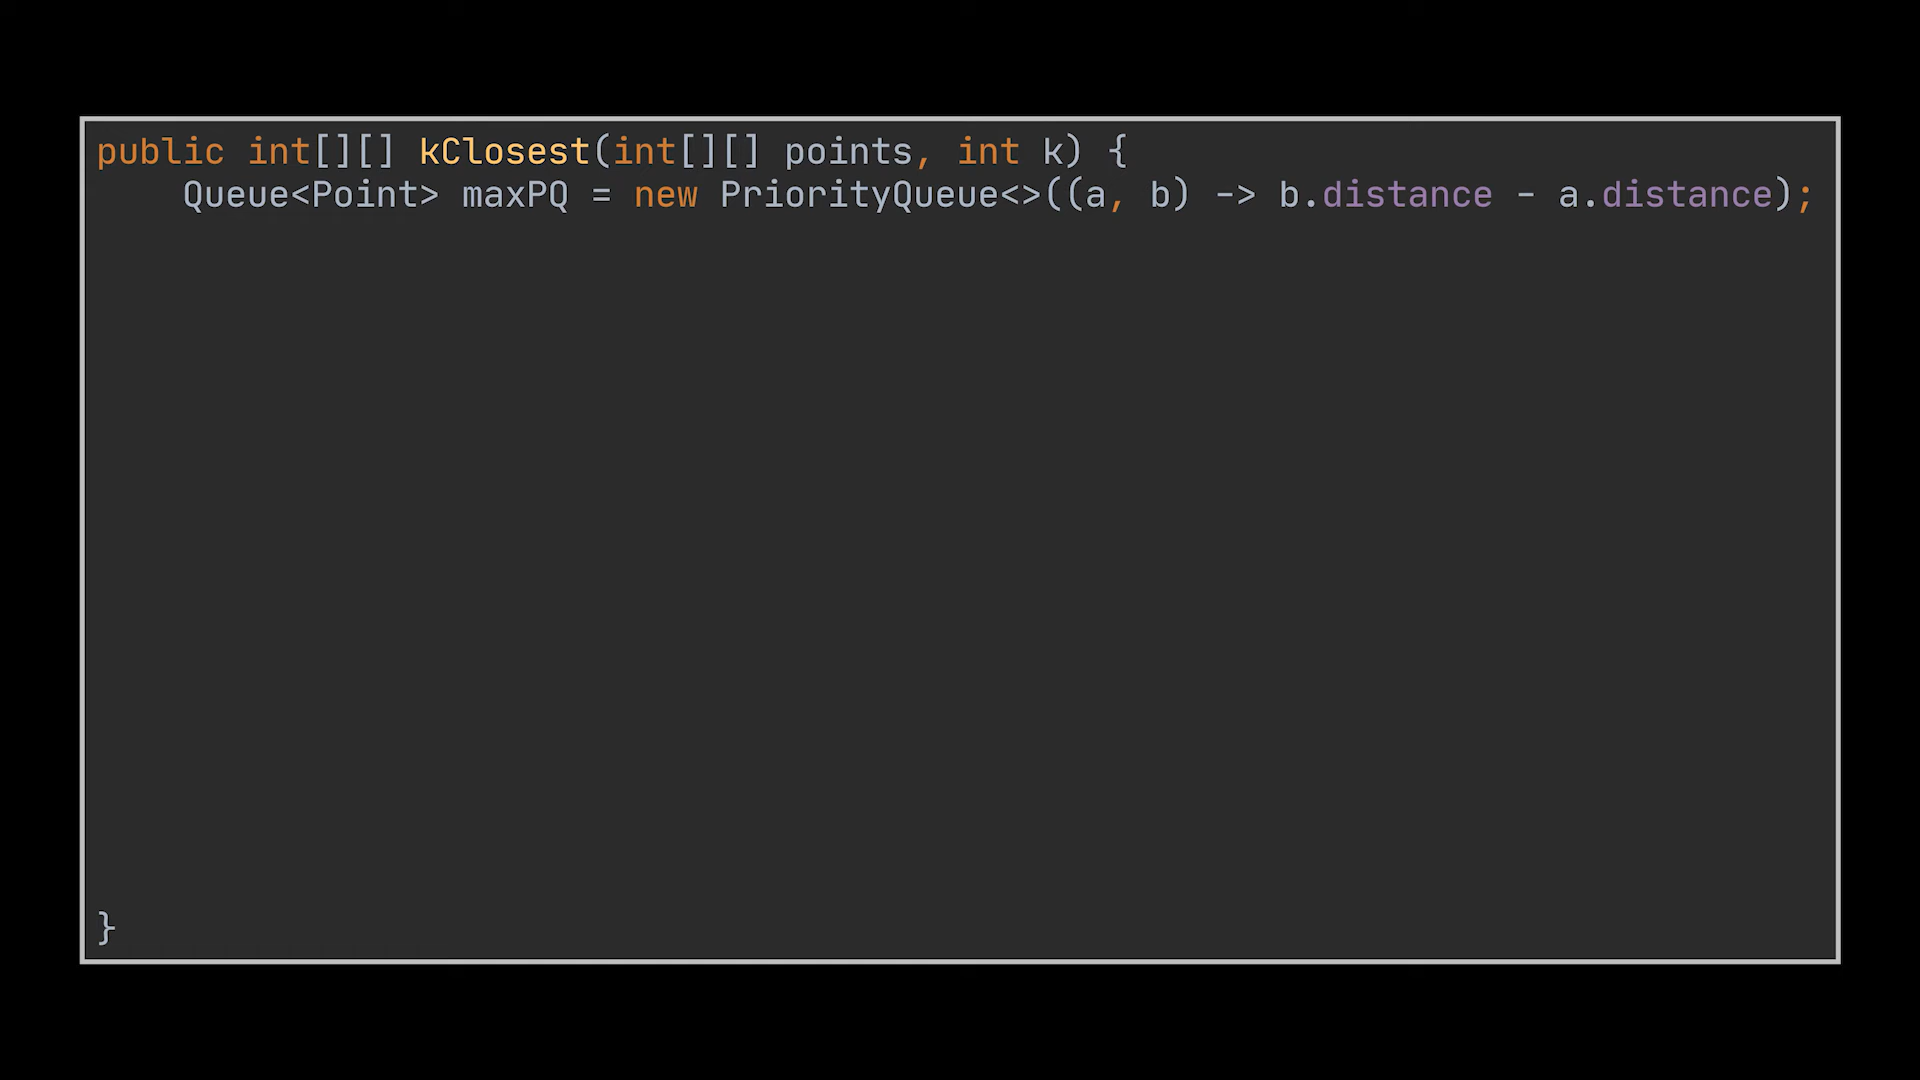 public int[][] kClosest(int[][] points, int k) {
    Queue<Point> maxPQ = new PriorityQueue<>((a, b) -> b.distance - a.distance);
}